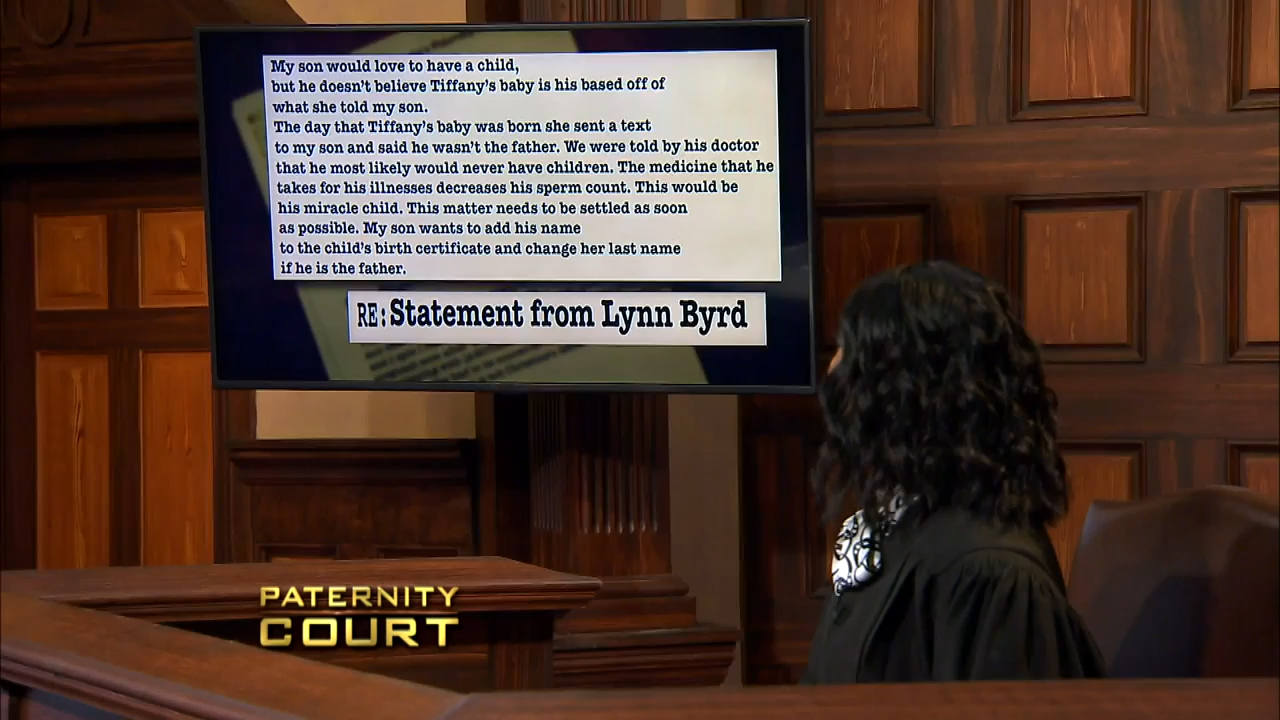 My son would love to have a child,
but he doesn't believe Tiffany's baby is his based off of
what she told my son.
The day that Tiffany's baby was born she sent a text
to my son and said he wasn't the father. We were told by his doctor
that he most likely would never have children. The medicine that he
takes for his illnesses decreases his sperm count. This would be
his miracle child. This matter needs to be settled as soon
as possible. My son wants to add his name
to the child's birth certificate and change her last name
if he is the father.
RE: Statement from Lynn Byrd
PATERNITY
COURT